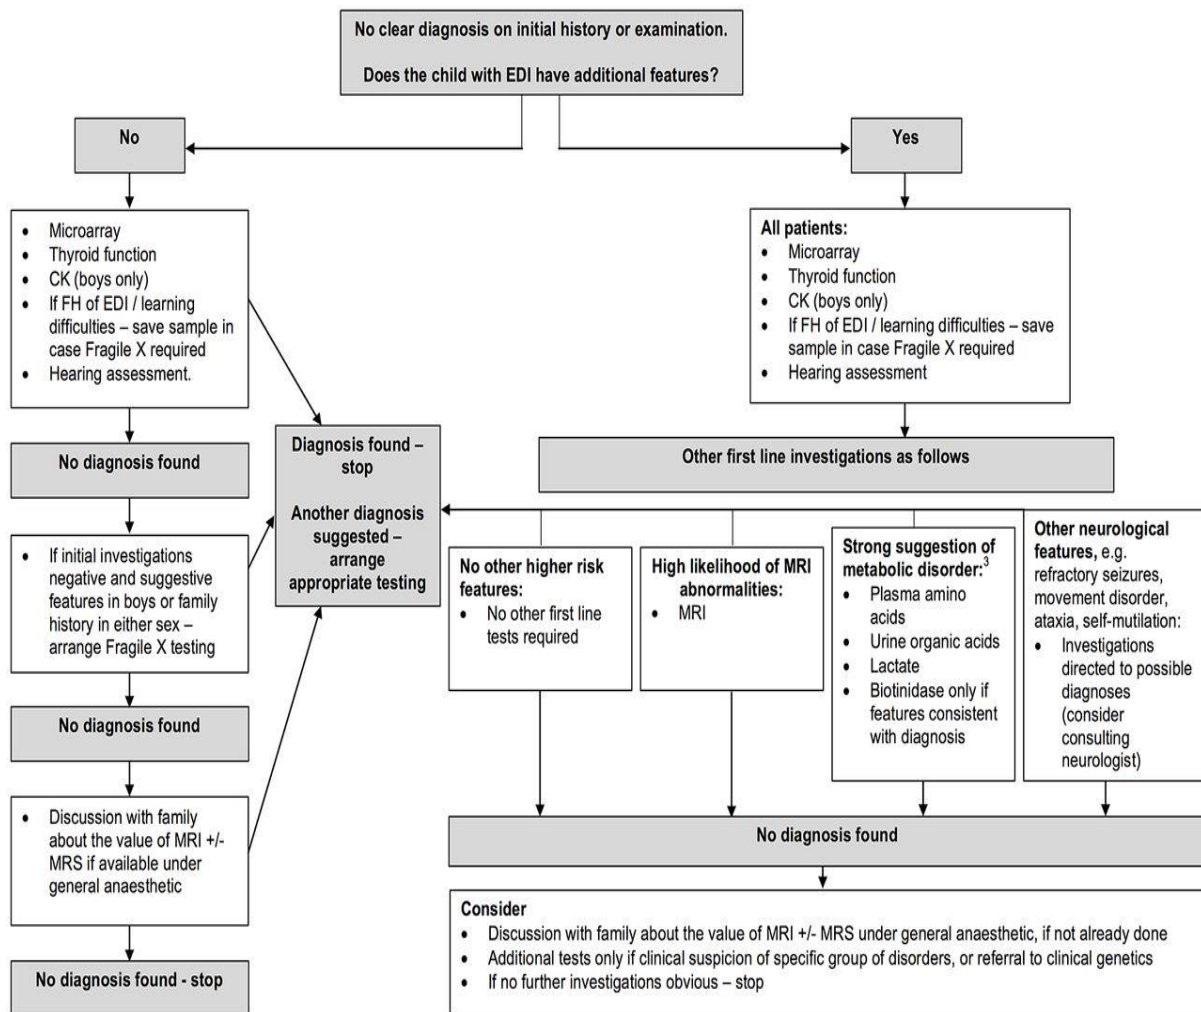 No clear diagnosis on initial history or examination.
Does the child with EDI have additional features?
No
Yes
• Microarray
• Thyroid function
• CK (boys only)
• If FH of EDI / learning
difficulties – save sample in
case Fragile X required
• Hearing assessment.
All patients:
• Microarray
• Thyroid function
• CK (boys only)
• If FH of EDI / learning difficulties – save
sample in case Fragile X required
• Hearing assessment
No diagnosis found
Diagnosis found –
stop
Another diagnosis
suggested –
arrange
appropriate testing
Other first line investigations as follows
• If initial investigations
negative and suggestive
features in boys or family
history in either sex –
arrange Fragile X testing
No other higher risk
features:
• No other first line
tests required
High likelihood of MRI
abnormalities:
• MRI
Strong suggestion of
metabolic disorder:3
• Plasma amino
acids
• Urine organic acids
• Lactate
• Biotinidase only if
features consistent
with diagnosis
Other neurological
features, e.g.
refractory seizures,
movement disorder,
ataxia, self-mutilation:
• Investigations
directed to possible
diagnoses
(consider
consulting
neurologist)
No diagnosis found
• Discussion with family
about the value of MRI +/-
MRS if available under
general anaesthetic
No diagnosis found
Consider
• Discussion with family about the value of MRI +/- MRS under general anaesthetic, if not already done
• Additional tests only if clinical suspicion of specific group of disorders, or referral to clinical genetics
• If no further investigations obvious – stop
No diagnosis found - stop